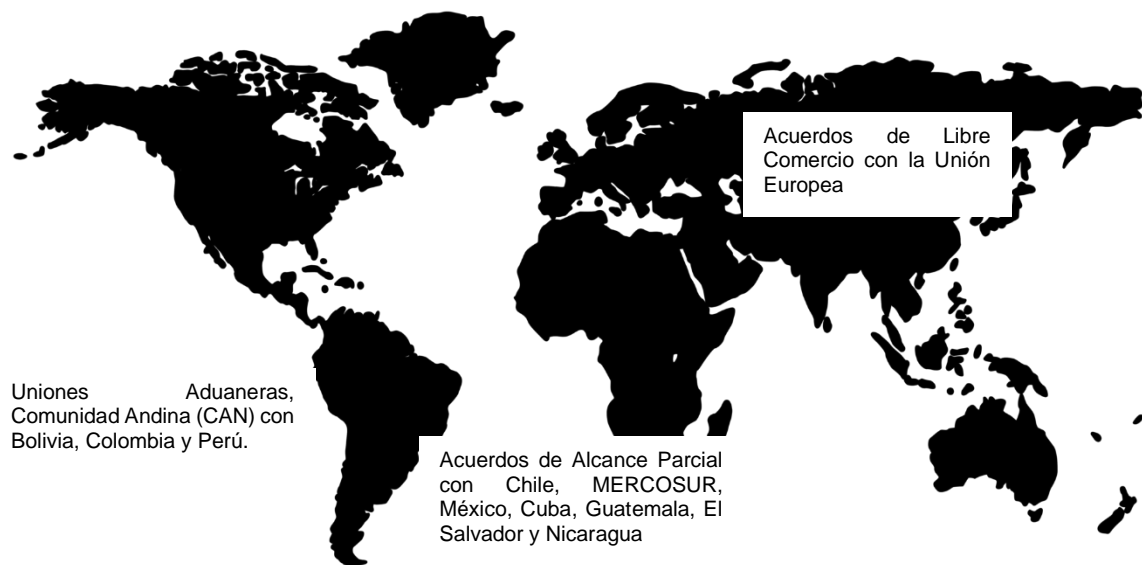 Acuerdos de Libre
Comercio con la Unión
Europea
Uniones Aduaneras,
Comunidad Andina (CAN) con
Bolivia, Colombia y Perú.
Acuerdos de Alcance Parcial
con Chile, MERCOSUR,
México, Cuba, Guatemala, El
Salvador y Nicaragua